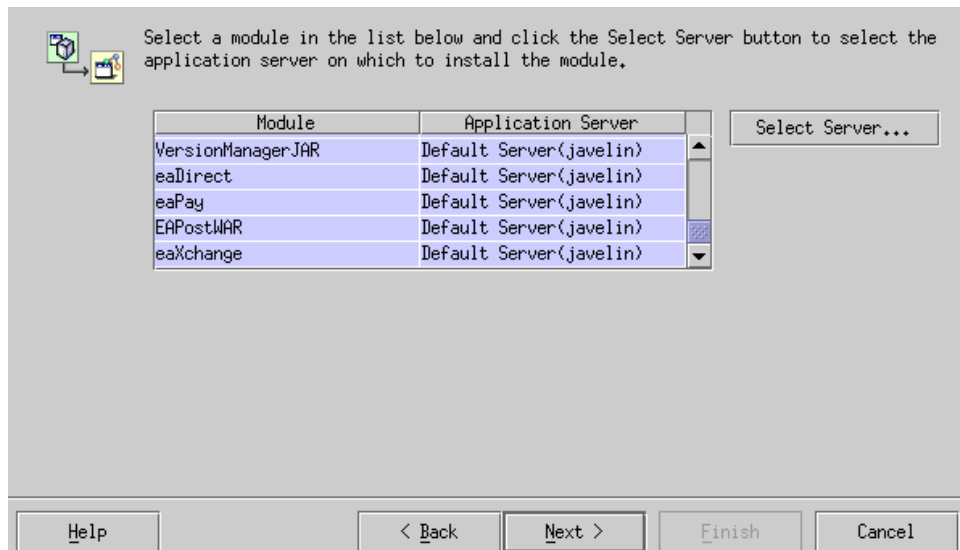 Select a module in the list below and click the Select Server button to select the
application server on which to install the module.
Module Application Server
Select Server...
VersionManagerJAR Default Server(javelin)
eaDirect Default Server(javelin)
eaPay Default Server(javelin)
EAPostWAR Default Server(javelin)
eaXchange Default Server(javelin)
Help < Back Next > Finish Cancel